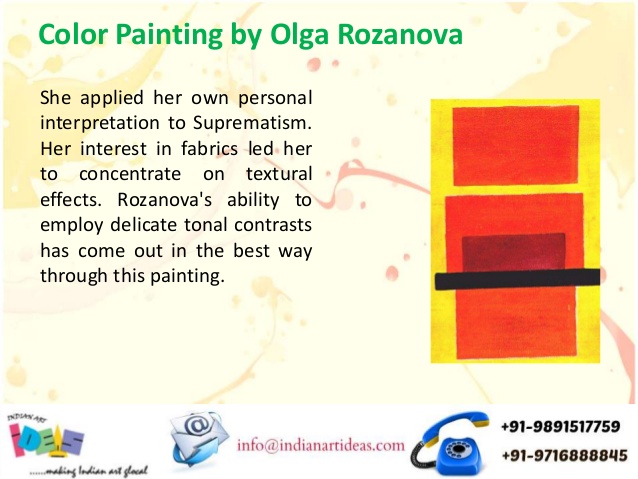 Color Painting by Olga Rozanova
She applied her own personal
interpretation to Suprematism.
Her interest in fabrics led her
to concentrate on textural
effects. Rozanova's ability to
employ delicate tonal contrasts
has come out in the best way
through this painting.
INDIAN ART
IDEAS
......making Indian art glocal
info@indianartideas.com
+91-9891517759
+91-9716888845